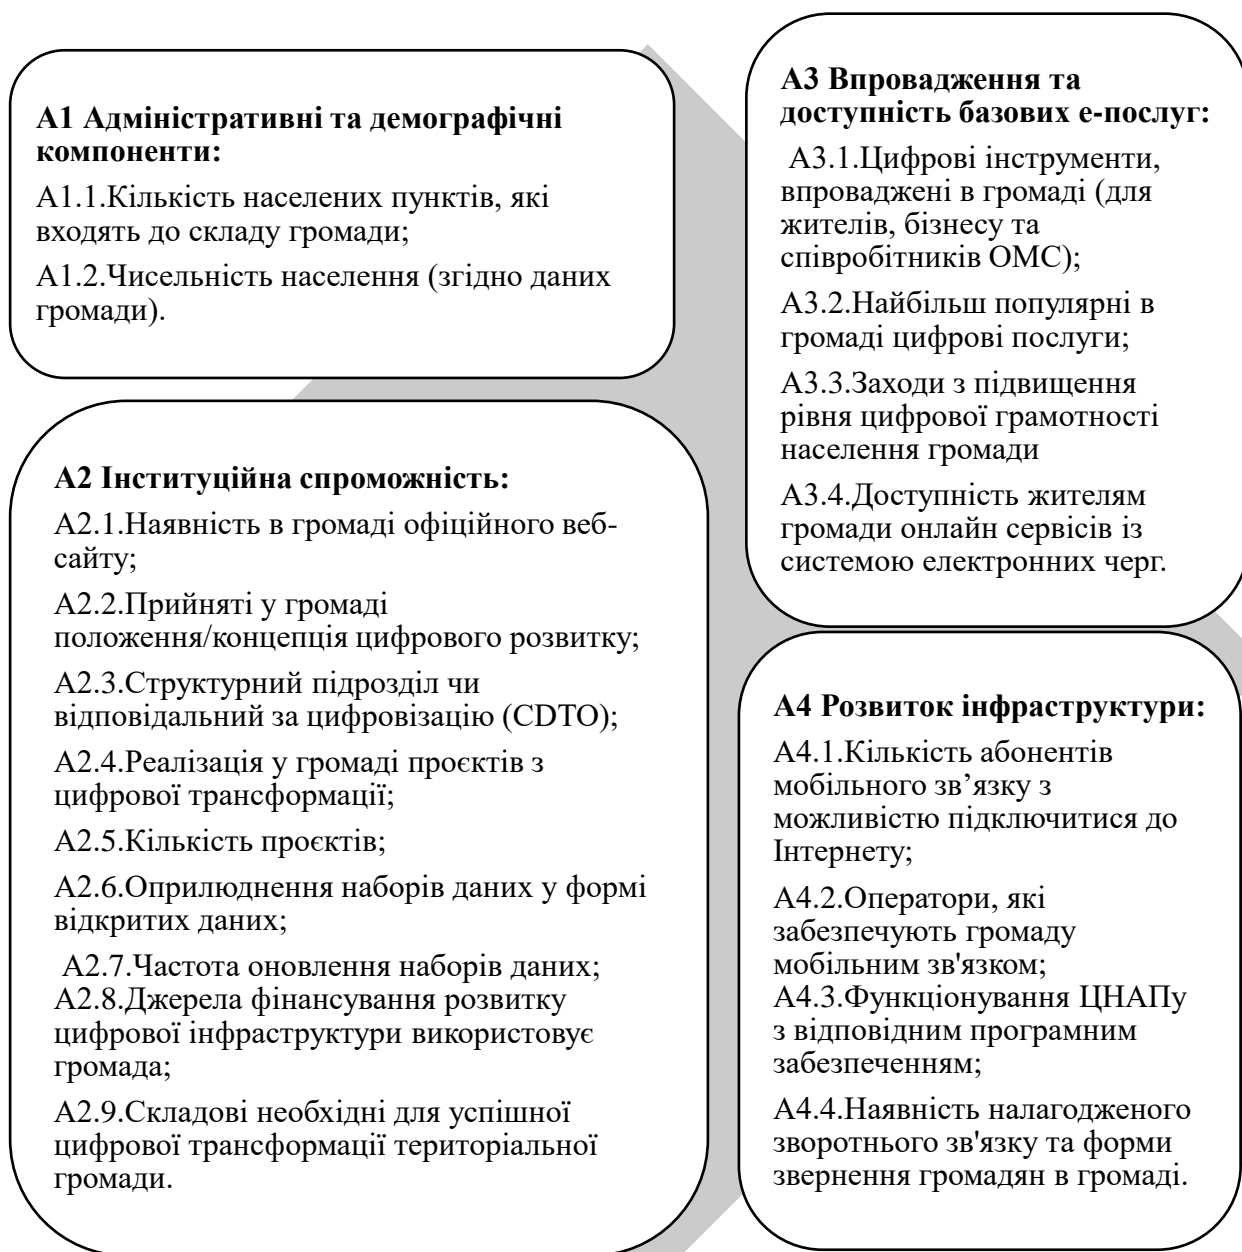 А1 Адміністративні та демографічні
компоненти:
А1.1.Кількість населених пунктів, які
входять до складу громади;
А1.2.Чисельність населення (згідно даних
громади).
А2 Інституційна спроможність:
А2.1.Наявність в громаді офіційного веб-
сайту;
А2.2.Прийняті у громаді
положення/концепція цифрового розвитку;
А2.3.Структурний підрозділ чи
відповідальний за цифровізацію (CDTO);
А2.4.Реалізація у громаді проєктів з
цифрової трансформації;
А2.5.Кількість проєктів;
А2.6.Оприлюднення наборів даних у формі
відкритих даних;
А2.7.Частота оновлення наборів даних;
А2.8.Джерела фінансування розвитку
цифрової інфраструктури використовує
громада;
А2.9.Складові необхідні для успішної
цифрової трансформації територіальної
громади.
А3 Впровадження та
доступність базових е-послуг:
А3.1.Цифрові інструменти,
впроваджені в громаді (для
жителів, бізнесу та
співробітників ОМС);
А3.2.Найбільш популярні в
громаді цифрові послуги;
А3.3.Заходи з підвищення
рівня цифрової грамотності
населення громади
А3.4.Доступність жителям
громади онлайн сервісів із
системою електронних черг.
А4 Розвиток інфраструктури:
А4.1.Кількість абонентів
мобільного зв’язку з
можливістю підключитися до
Інтернету;
А4.2.Оператори, які
забезпечують громаду
мобільним зв'язком;
А4.3.Функціонування ЦНАПу
з відповідним програмним
забезпеченням;
А4.4.Наявність налагодженого
зворотнього зв'язку та форми
звернення громадян в громаді.